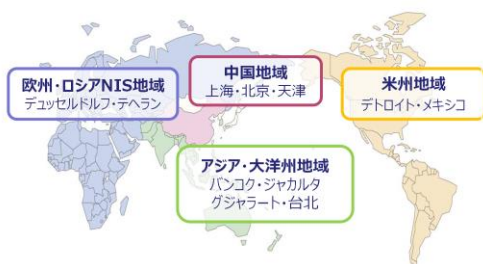 欧州・ロシアNIS地域
デュッセルドルフ・テヘラン
中国地域
上海・北京・天津
米州地域
デトロイト・メキシコ
アジア・大洋州地域
バンコク・ジャカルタ
グジャラート・台北